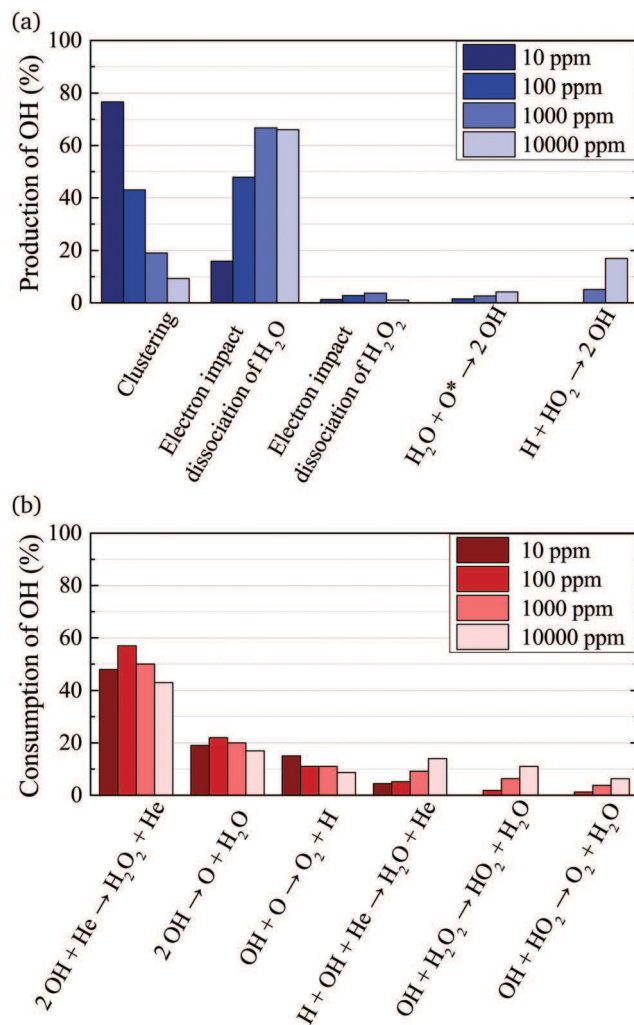 (a)
100
80
60
40
20
0
Production of OH (%)
10 ppm
100 ppm
1000 ppm
10000 ppm
Clustering
Electron impact
dissociation of H₂O
Electron impact
dissociation of H₂O₂
H₂O + O* → 2 OH
H + HO₂ → 2 OH
(b)
100
80
60
40
20
0
Consumption of OH (%)
10 ppm
100 ppm
1000 ppm
10000 ppm
2 OH + He → H₂O₂ + He
2 OH → O + H₂O
OH + O → O₂ + H
H + OH + He → H₂O + He
OH + H₂O₂ → HO₂ + H₂O
OH + HO₂ → O₂ + H₂O